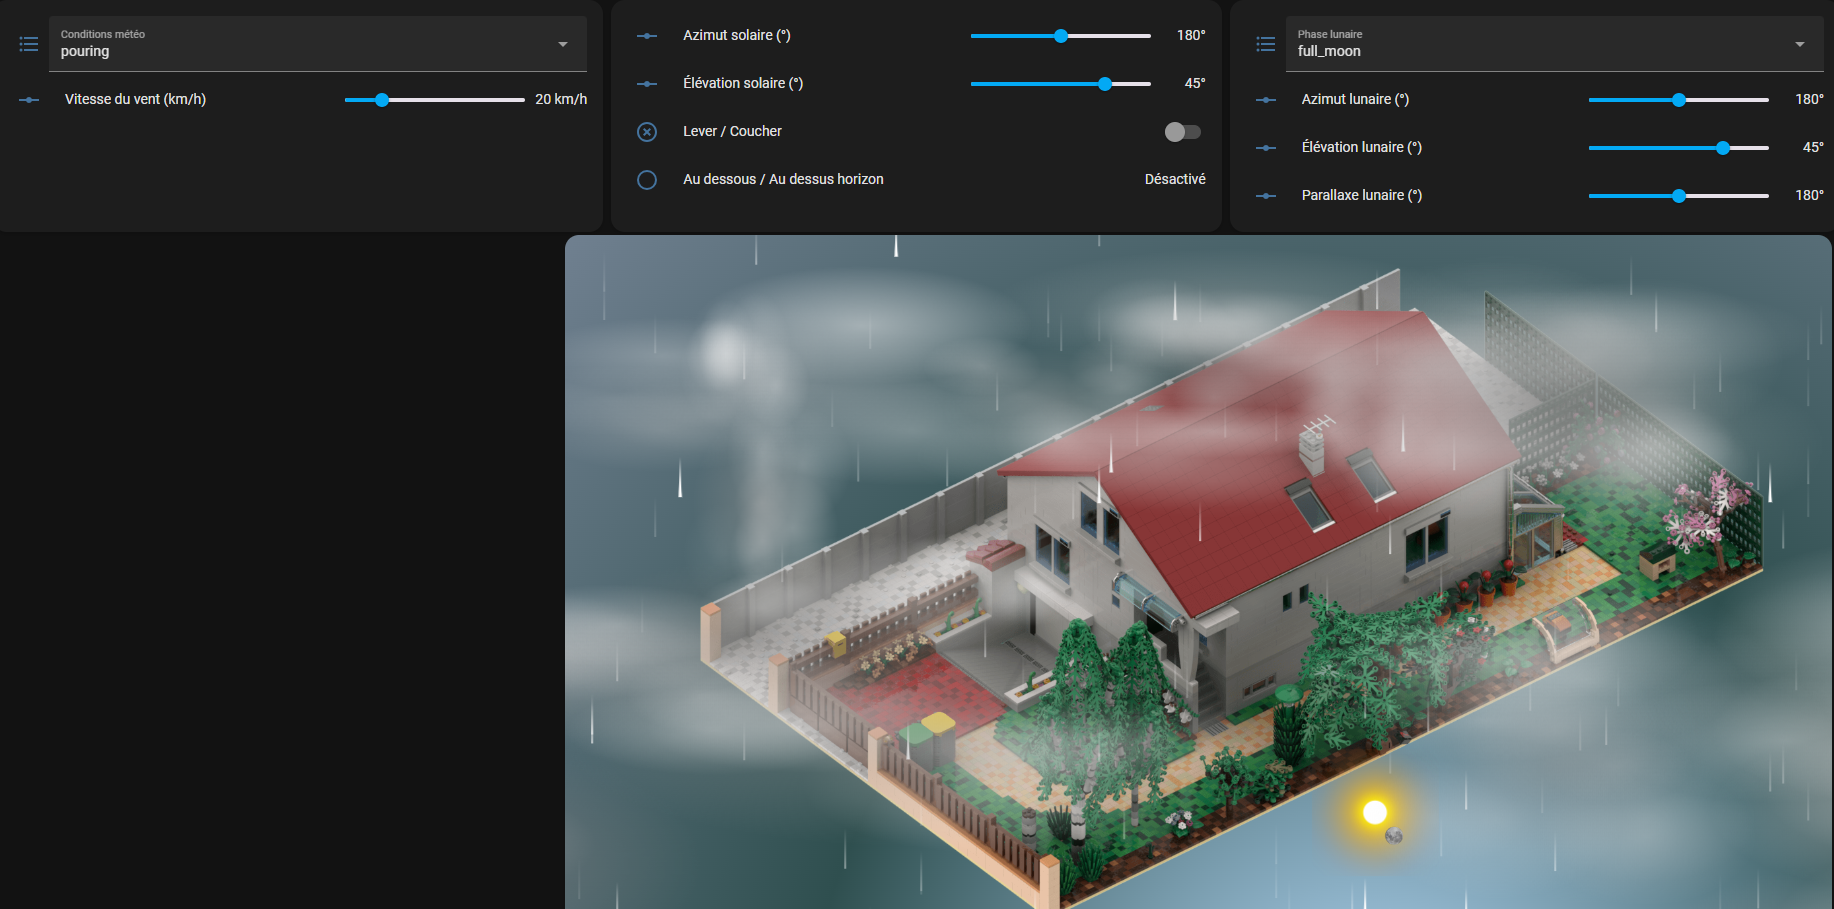 Conditions météo
pouring
Vitesse du vent (km/h)
20 km/h
Azimut solaire (°)
180°
Élévation solaire (°)
45°
Lever / Coucher
Au dessous / Au dessus horizon
Désactivé
Phase lunaire
full_moon
Azimut lunaire (°)
180°
Élévation lunaire (°)
45°
Parallaxe lunaire (°)
180°